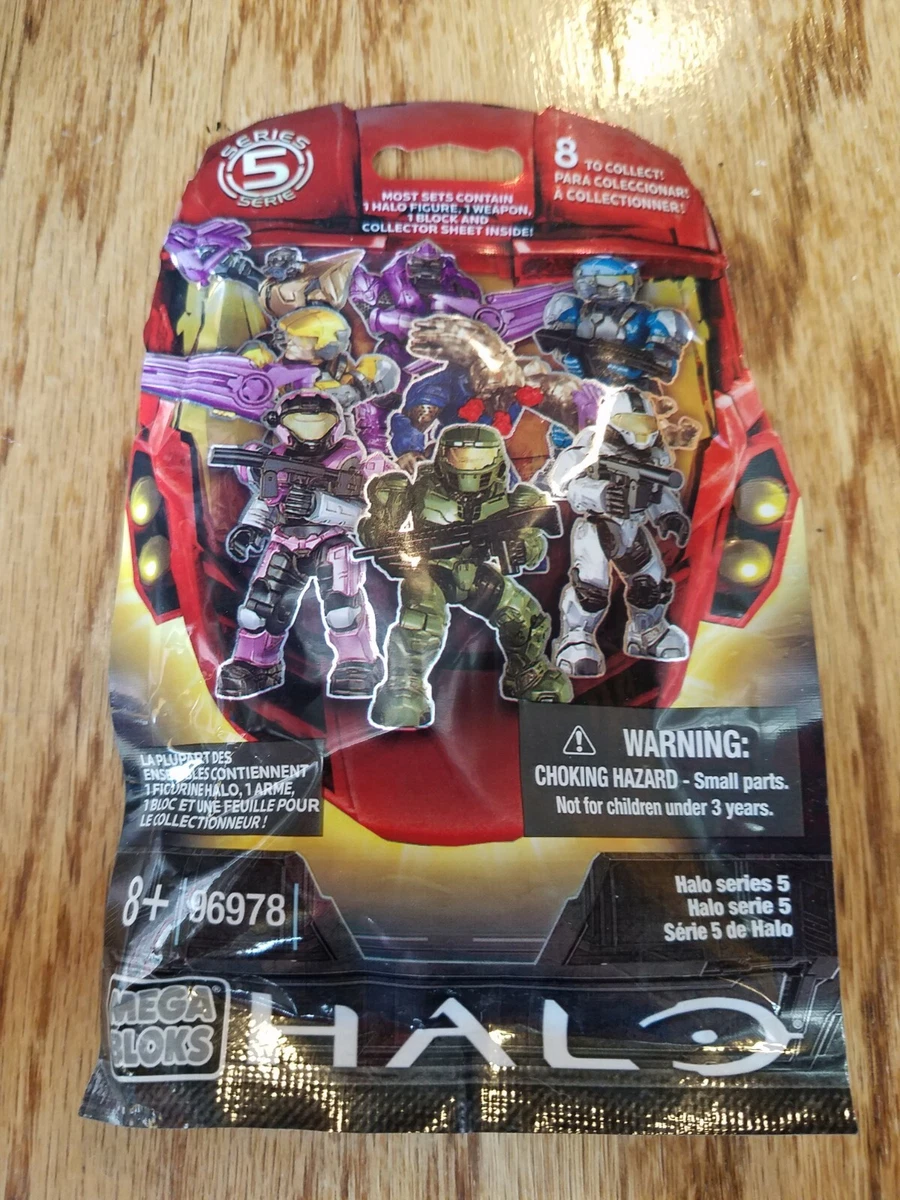 SERIES
5
SERIE
MOST SETS CONTAIN
1 HALO FIGURE, 1 WEAPON,
1 BLOCK AND
COLLECTOR SHEET INSIDE!
8 TO COLLECT!
PARA COLECCIONAR!
À COLLECTIONNER!
LA PLUPART DES
ENSEMBLES CONTIENNENT
1 FIGURINE HALO, 1 ARME,
1 BLOC ET UNE FEUILLE POUR
LE COLLECTIONNEUR !
WARNING:
CHOKING HAZARD - Small parts.
Not for children under 3 years.
8+ 96978
Halo series 5
Halo serie 5
Série 5 de Halo
MEGA
BLOKS
HALO